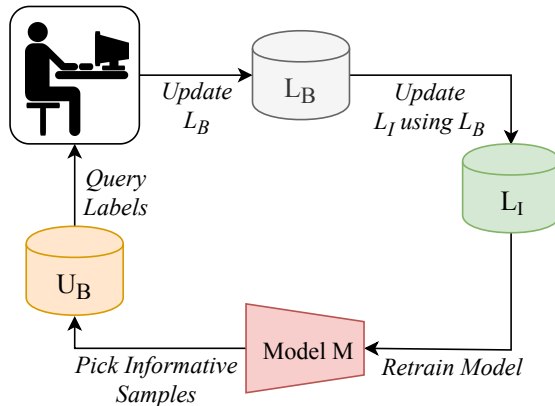 Update
L_B
L_B
Update
L_I using L_B
Query
Labels
L_I
U_B
Model M
Pick Informative
Samples
Retrain Model